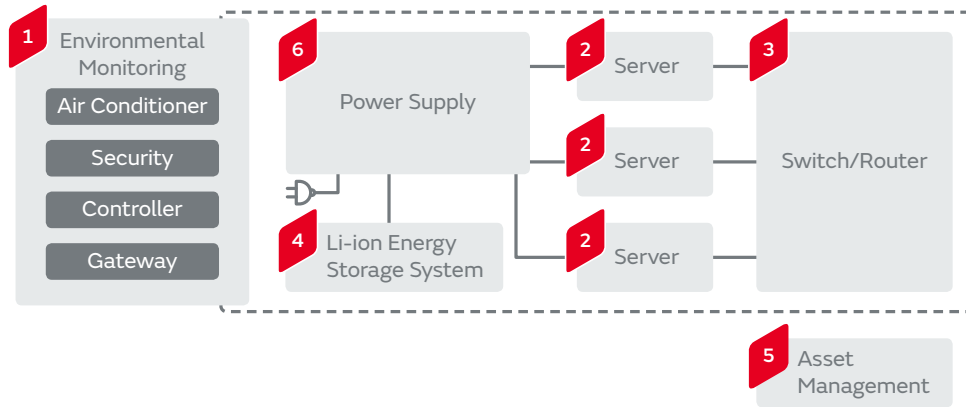 1
Environmental
Monitoring
Air Conditioner
Security
Controller
Gateway
6
Power Supply
4
Li-ion Energy
Storage System
2
Server
2
Server
2
Server
3
Switch/Router
5
Asset
Management